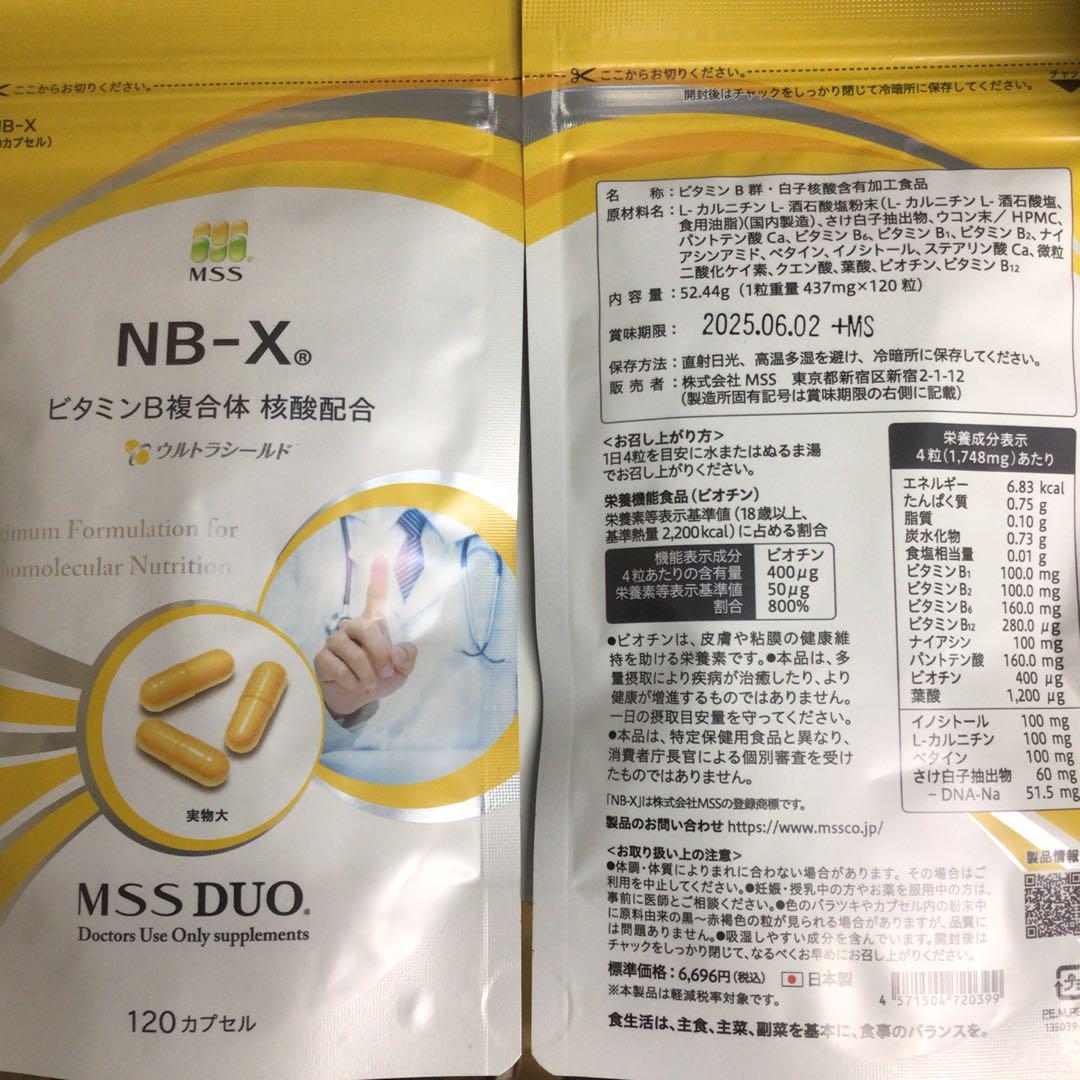 ここからお切りください。
B-X
カプセル）
MSS
NB-X®
ビタミンB複合体 核酸配合
ウルトラシールド™
timum Formulation for
homolecular Nutrition
実物大
MSS DUO®
Doctors Use Only supplements
120カプセル
ここからお切りください。
開封後はチャックをしっかり閉じて冷暗所に保存してください。
名　　称：ビタミン B 群・白子核酸含有加工食品
原材料名：L- カルニチン L- 酒石酸塩粉末（L- カルニチン L- 酒石酸塩、
食用油脂）（国内製造）、さけ白子抽出物、ウコン末／ HPMC、
パントテン酸 Ca、ビタミン B₆、ビタミン B₁、ビタミン B₂、ナイ
アシンアミド、ベタイン、イノシトール、ステアリン酸 Ca、微粒
二酸化ケイ素、クエン酸、葉酸、ビオチン、ビタミン B₁₂
内 容 量：52.44g（1粒重量 437mg×120 粒）
賞味期限：2025.06.02 +MS
保存方法：直射日光、高温多湿を避け、冷暗所に保存してください。
販 売 者：株式会社 MSS　東京都新宿区新宿2-1-12
（製造所固有記号は賞味期限の右側に記載）
＜お召し上がり方＞
1日4粒を目安に水またはぬるま湯
でお召し上がりください。
栄養機能食品（ビオチン）
栄養素等表示基準値（18歳以上、
基準熱量 2,200kcal）に占める割合
機能表示成分 ビオチン
4粒あたりの含有量 400μg
栄養素等表示基準値 50μg
割合 800%
●ビオチンは、皮膚や粘膜の健康維
持を助ける栄養素です。●本品は、多
量摂取により疾病が治癒したり、より
健康が増進するものではありません。
一日の摂取目安量を守ってください。
●本品は、特定保健用食品と異なり、
消費者庁長官による個別審査を受け
たものではありません。
「NB-X」は株式会社MSSの登録商標です。
栄養成分表示
4 粒（1,748mg）あたり
エネルギー 6.83 kcal
たんぱく質 0.75 g
脂質 0.10 g
炭水化物 0.73 g
食塩相当量 0.01 g
ビタミンB₁ 100.0 mg
ビタミンB₂ 100.0 mg
ビタミンB₆ 160.0 mg
ビタミンB₁₂ 280.0 μg
ナイアシン 100 mg
パントテン酸 160.0 mg
ビオチン 400 μg
葉酸 1,200 μg
イノシトール 100 mg
L-カルニチン 100 mg
ベタイン 100 mg
さけ白子抽出物 60 mg
－DNA-Na 51.5 mg
製品のお問い合わせ https://www.mssco.jp/
＜お取り扱い上の注意＞
●体調・体質によりまれに合わない場合があります。その場合はご
利用を中止してください。●妊娠・授乳中の方やお薬を服用中の方は、
事前に医師とご相談ください。●色のバラツキやカプセル内の粉末中
に原料由来の黒～赤褐色の粒が見られる場合がありますが、品質に
は問題ありません。●吸湿しやすい成分を含んでいます。開封後は
チャックをしっかり閉じて、なるべくお早めにお召し上がりください。
製品情報
標準価格：6,696円（税込） 日本製
※本製品は軽減税率対象です。
4 571504 720399
食生活は、主食、主菜、副菜を基本に、食事のバランスを。